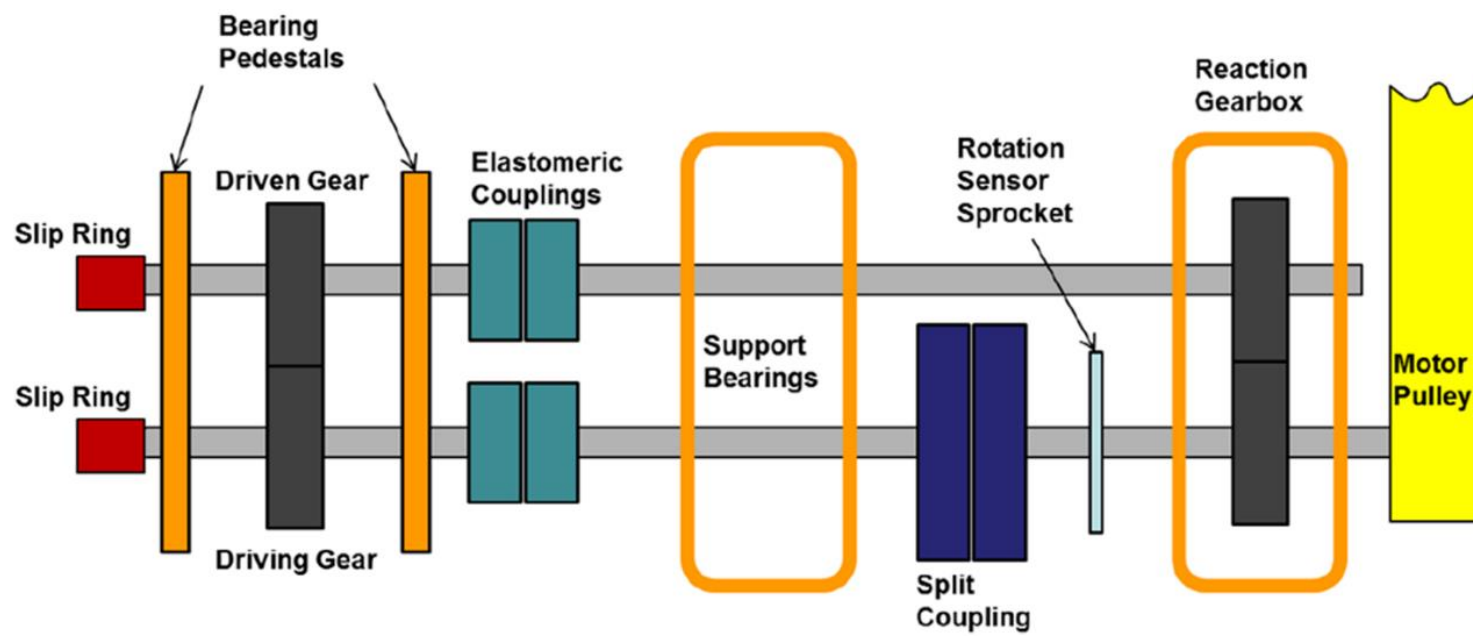 Bearing
Pedestals
Reaction
Gearbox
Rotation
Sensor
Sprocket
Elastomeric
Couplings
Driven Gear
Slip Ring
Support
Bearings
Motor
Pulley
Slip Ring
Driving Gear
Split
Coupling